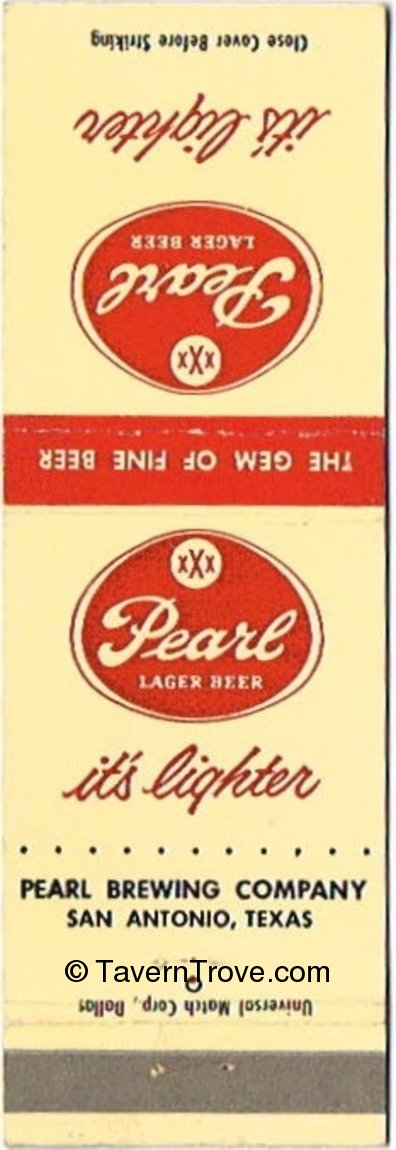 Close Cover Before Striking
it's lighter
Pearl
LAGER BEER
xXx
THE GEM OF FINE BEER
xXx
Pearl
LAGER BEER
it's lighter
PEARL BREWING COMPANY
SAN ANTONIO, TEXAS
© TavernTrove.com
Universal Match Corp., Dallas